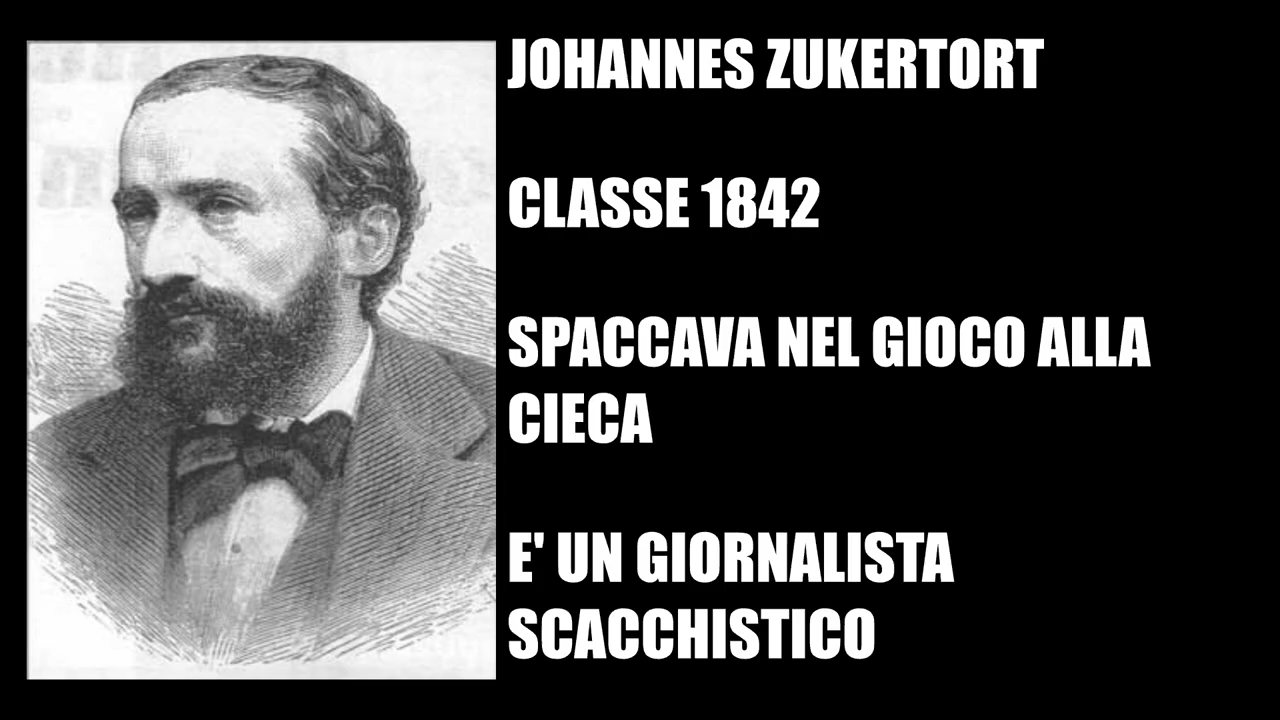 JOHANNES ZUKERTORT
CLASSE 1842
SPACCAVA NEL GIOCO ALLA
CIECA
E' UN GIORNALISTA
SCACCHISTICO